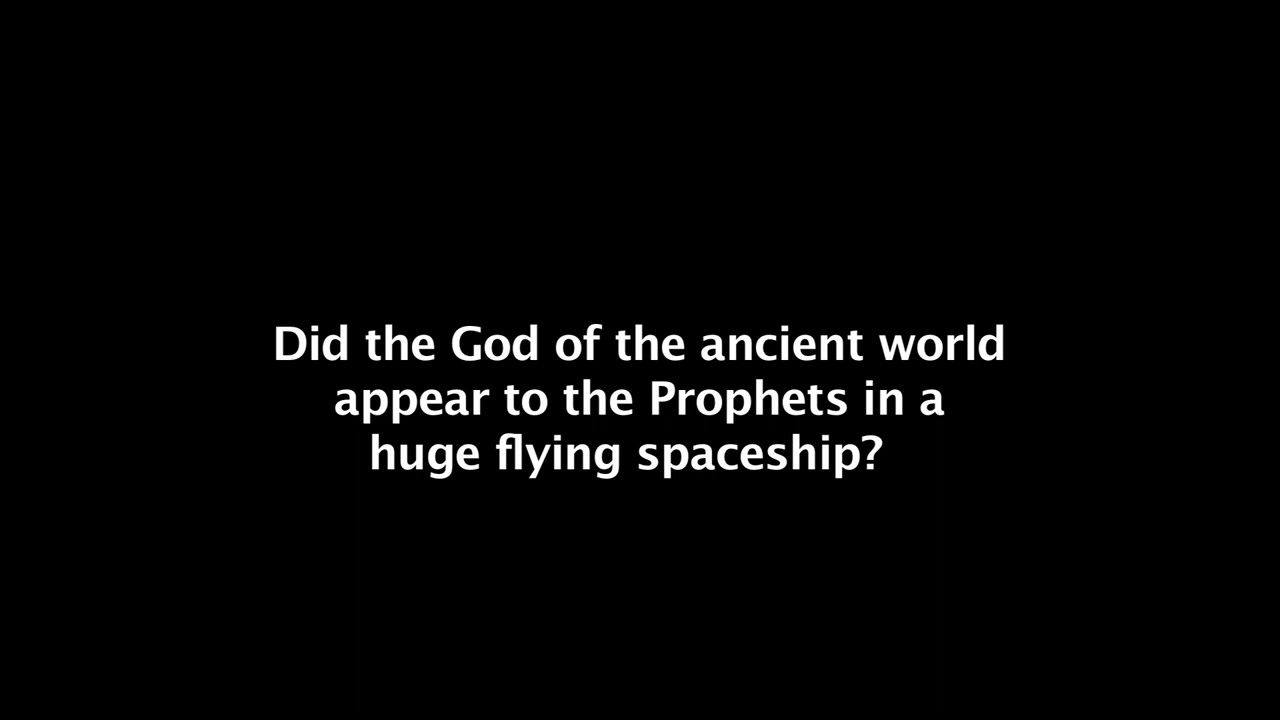 Did the God of the ancient world
appear to the Prophets in a
huge flying spaceship?